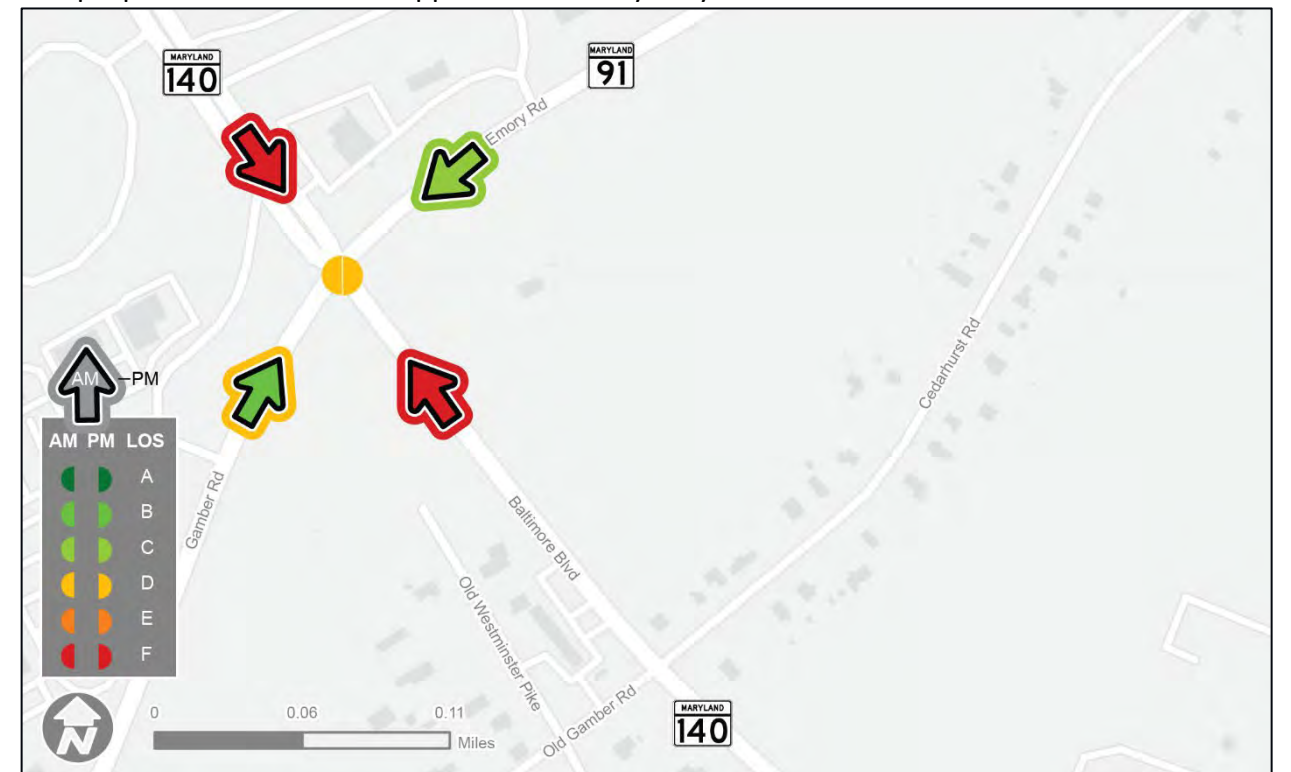 MARYLAND
140
MARYLAND
91
Emory Rd
Cedarhurst Rd
AM
PM
AM PM LOS
A
B
C
D
E
F
Gamber Rd
Baltimore Blvd
Old Westminster Pike
Old Gamber Rd
MARYLAND
140
N
0 0.06 0.11
Miles